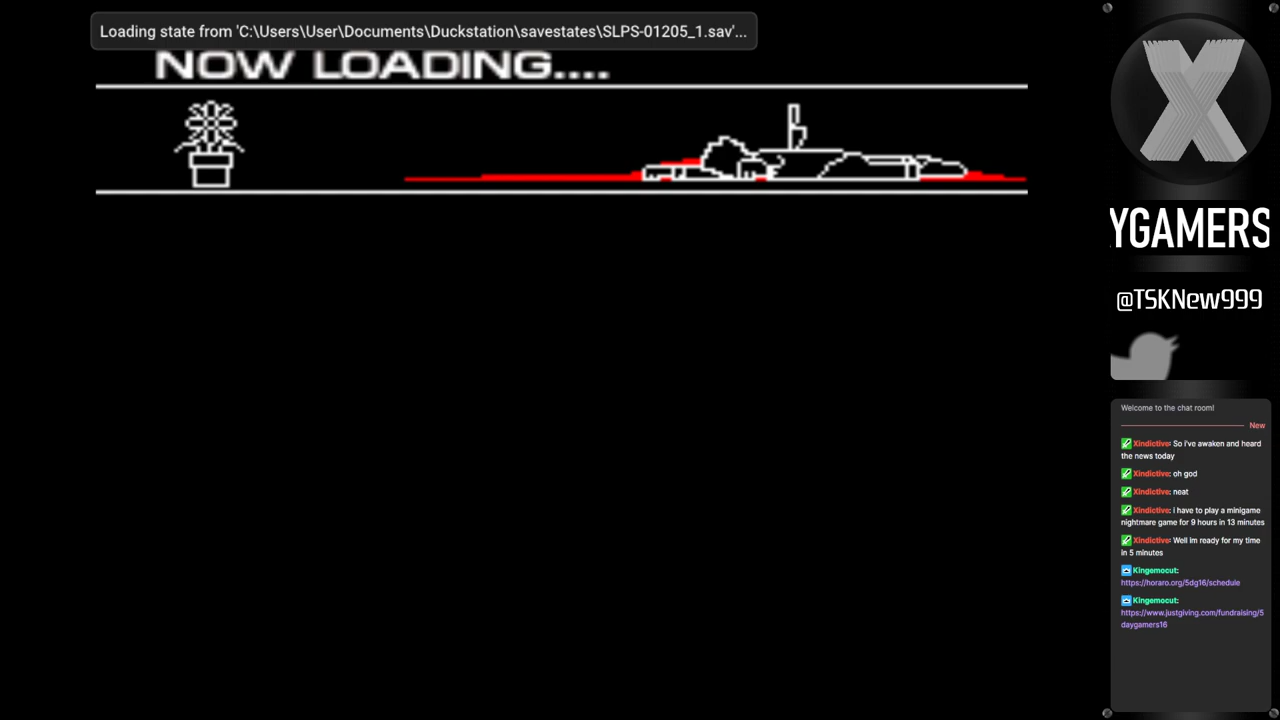 Loading state from 'C:\Users\User\Documents\Duckstation\savestates\SLPS-01205_1.sav'...
NOW LOADING....
X
YGAMERS
@TSKNew999
Welcome to the chat room!
New
Xindictive: So i've awaken and heard
the news today
Xindictive: oh god
Xindictive: neat
Xindictive: i have to play a minigame
nightmare game for 9 hours in 13 minutes
Xindictive: Well im ready for my time
in 5 minutes
Kingemocut:
https://horaro.org/5dg16/schedule
Kingemocut:
https://www.justgiving.com/fundraising/5
daygamers16